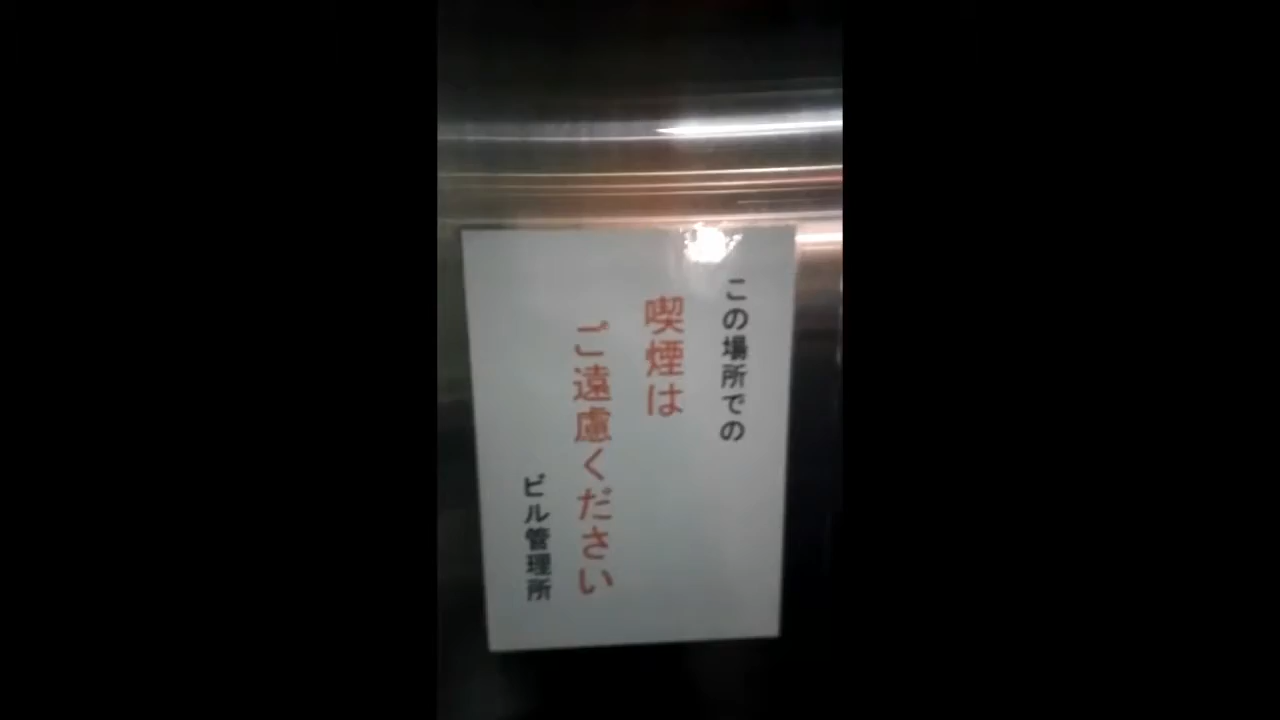 この場所での
喫煙は
ご遠慮ください
ビル管理所